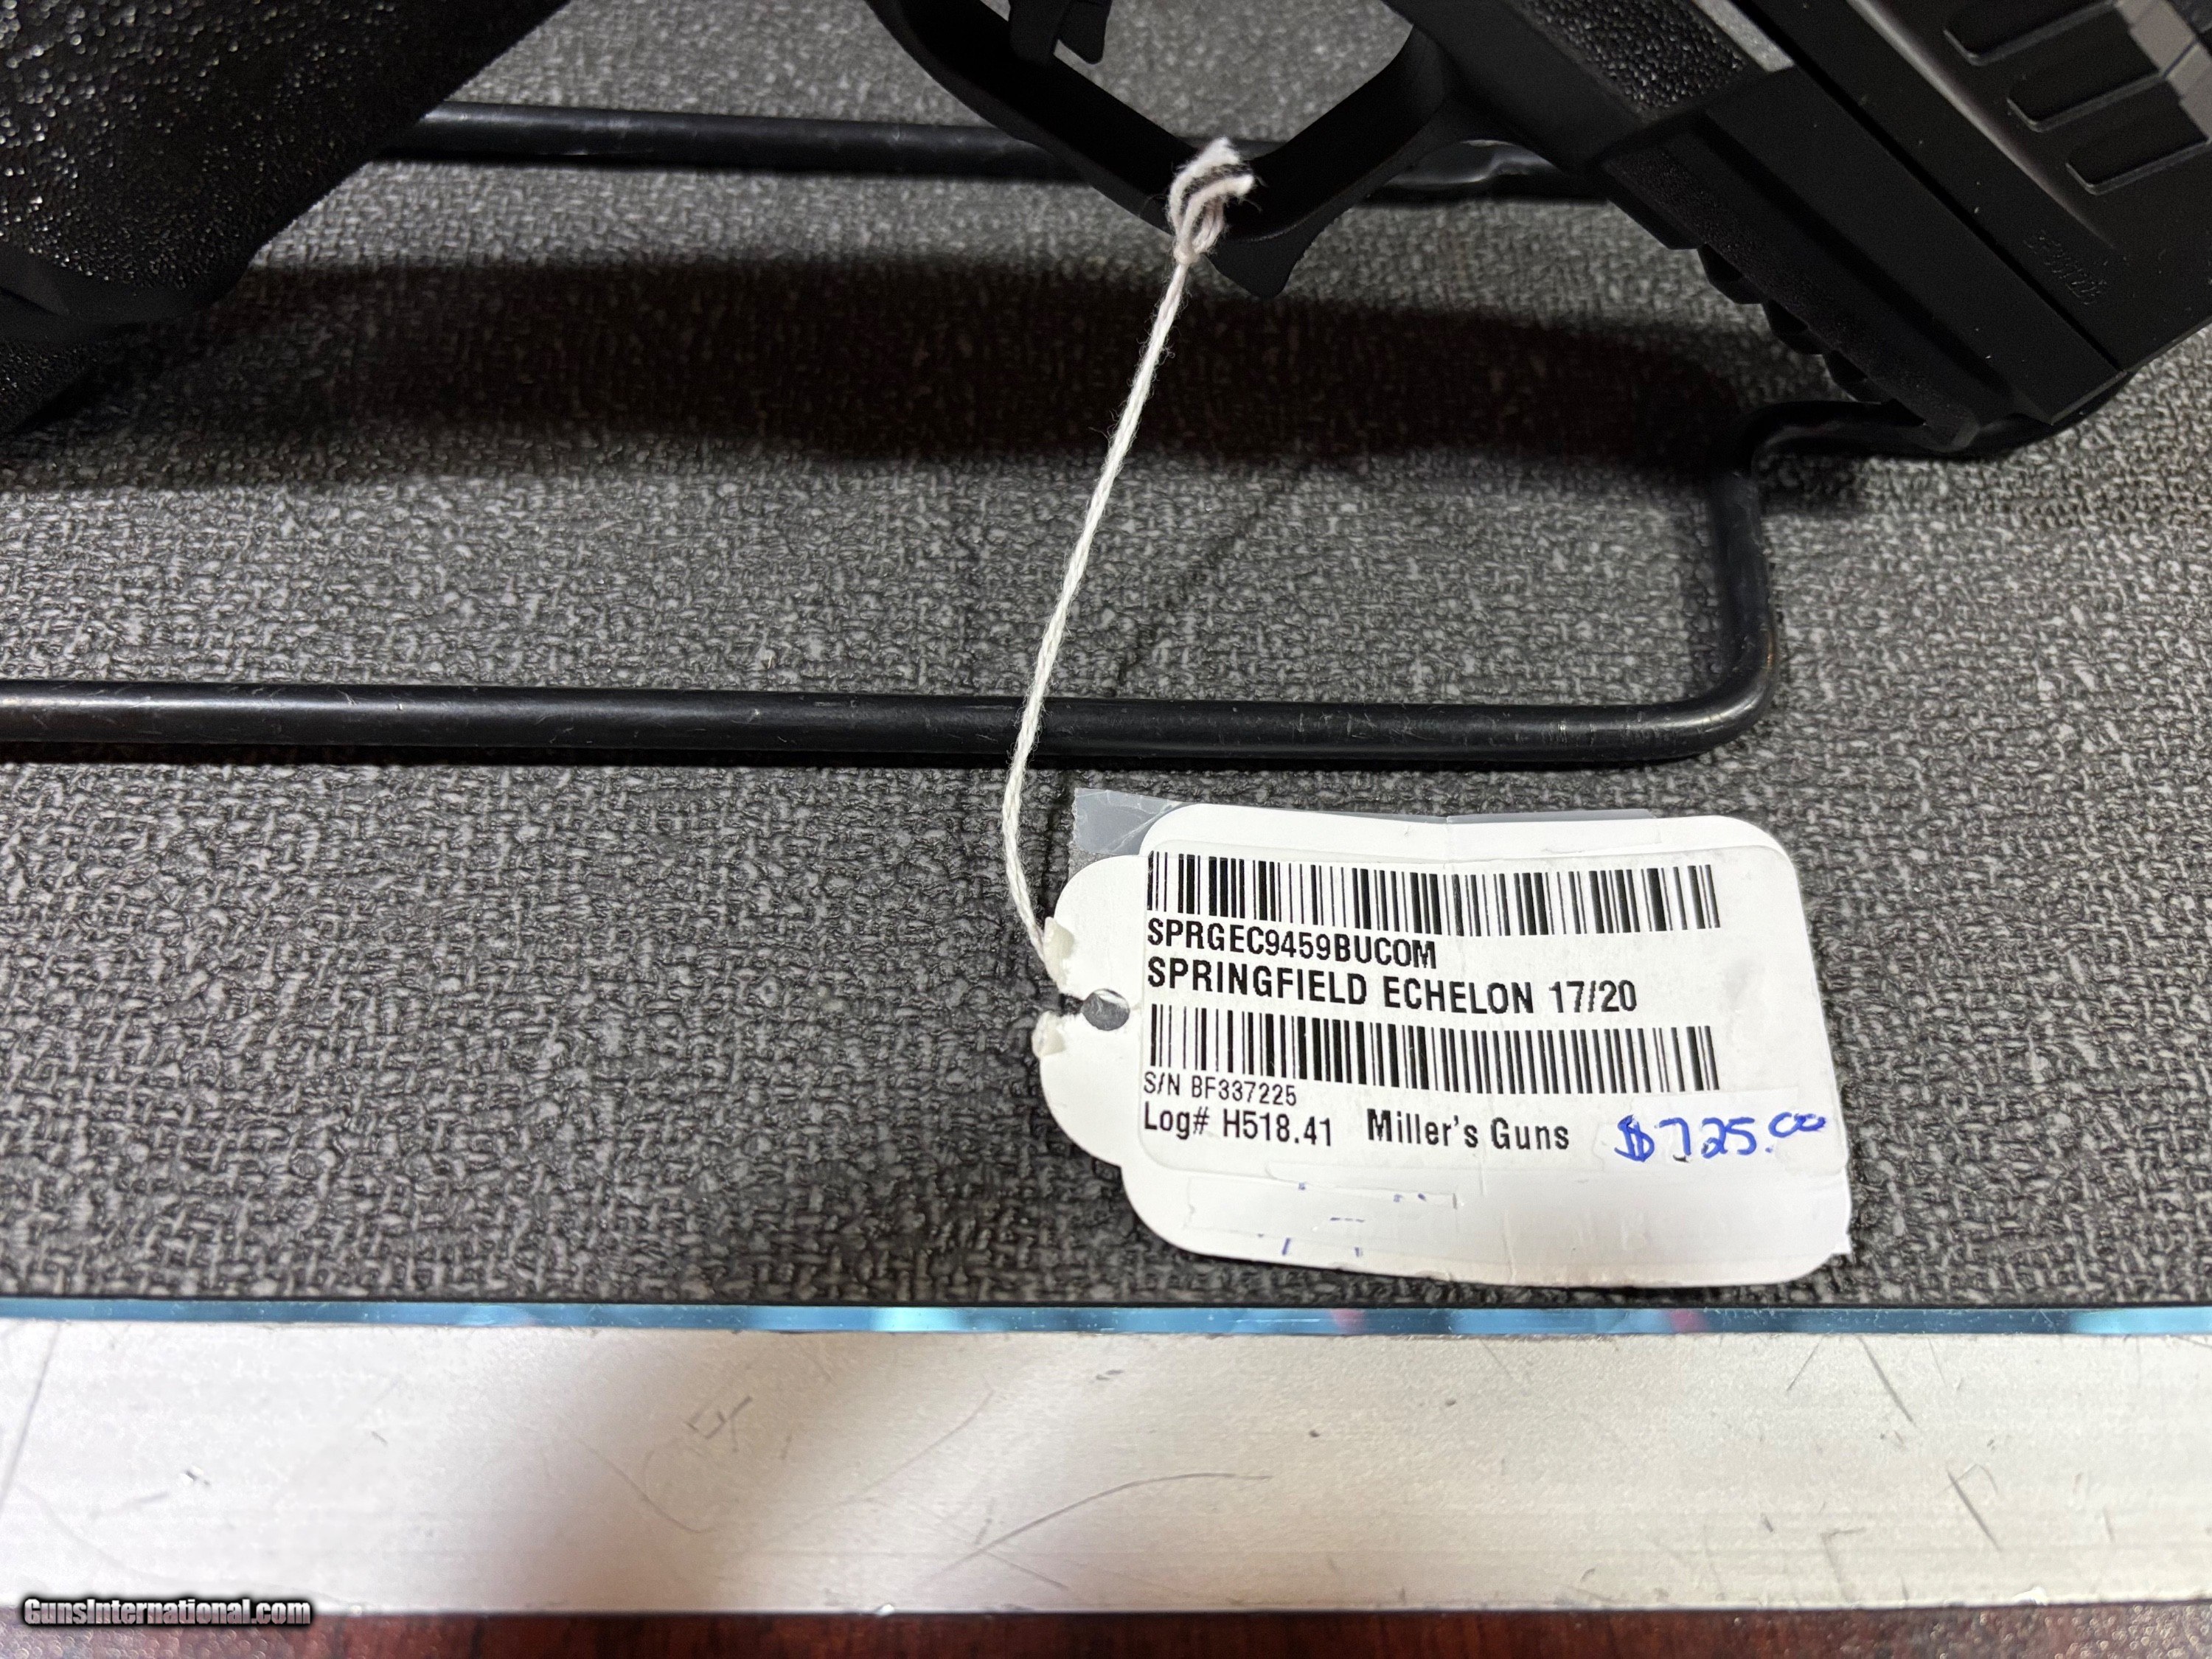 SPRGEC9459BUCOM
SPRINGFIELD ECHELON 17/20
S/N BF337225
Log# H518.41 Miller's Guns $725.00
GunsInternational.com